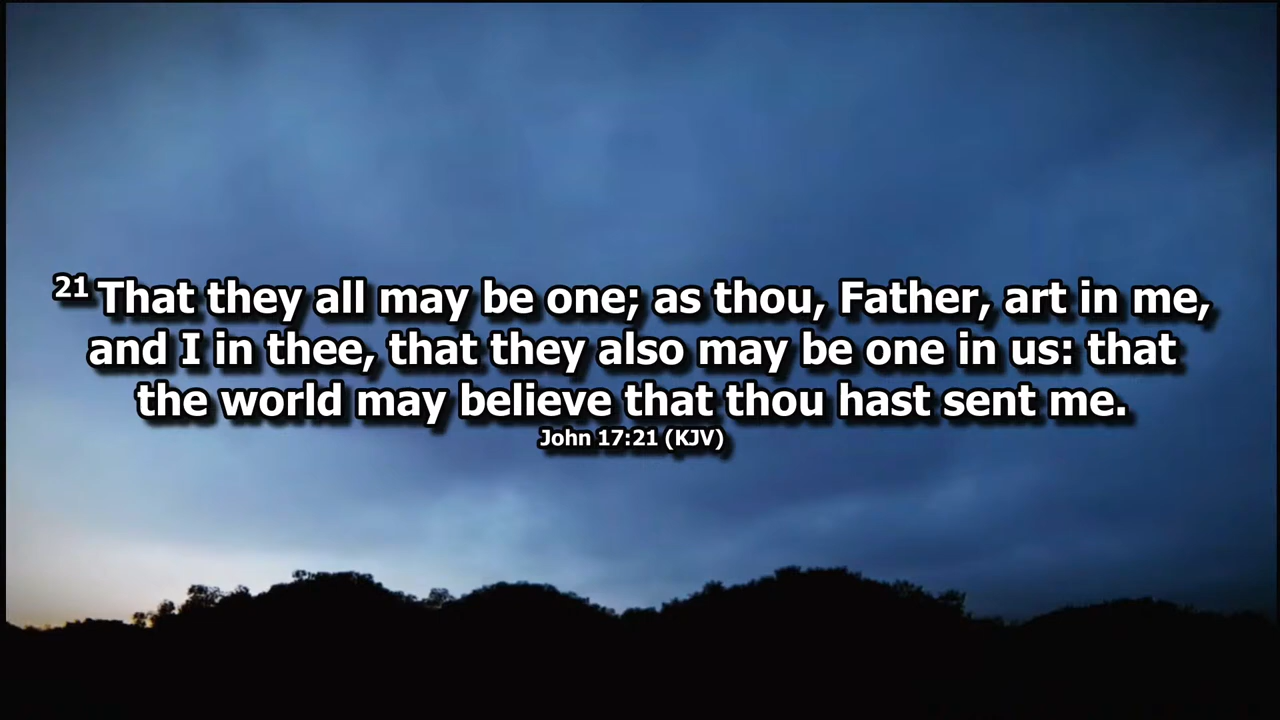 21 That they all may be one; as thou, Father, art in me,
and I in thee, that they also may be one in us: that
the world may believe that thou hast sent me.
John 17:21 (KJV)